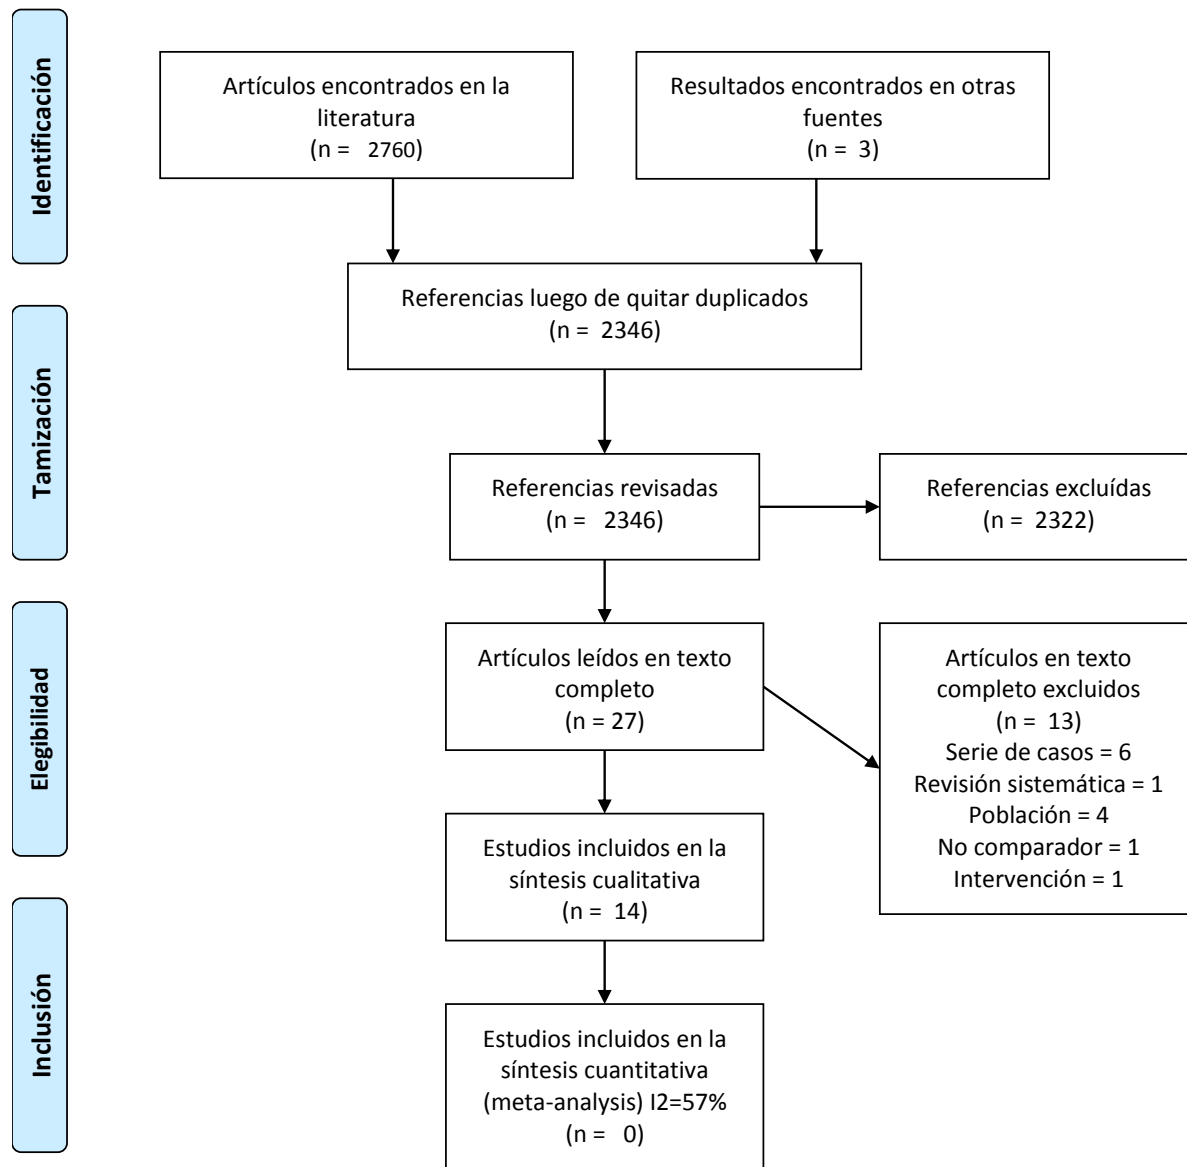 Identificación
Artículos encontrados en la
literatura
(n = 2760)
Resultados encontrados en otras
fuentes
(n = 3)
Referencias luego de quitar duplicados
(n = 2346)
Tamización
Referencias revisadas
(n = 2346)
Referencias excluídas
(n = 2322)
Elegibilidad
Artículos leídos en texto
completo
(n = 27)
Artículos en texto
completo excluidos
(n = 13)
Serie de casos = 6
Revisión sistemática = 1
Población = 4
No comparador = 1
Intervención = 1
Estudios incluidos en la
síntesis cualitativa
(n = 14)
Inclusión
Estudios incluidos en la
síntesis cuantitativa
(meta-analysis) I2=57%
(n = 0)